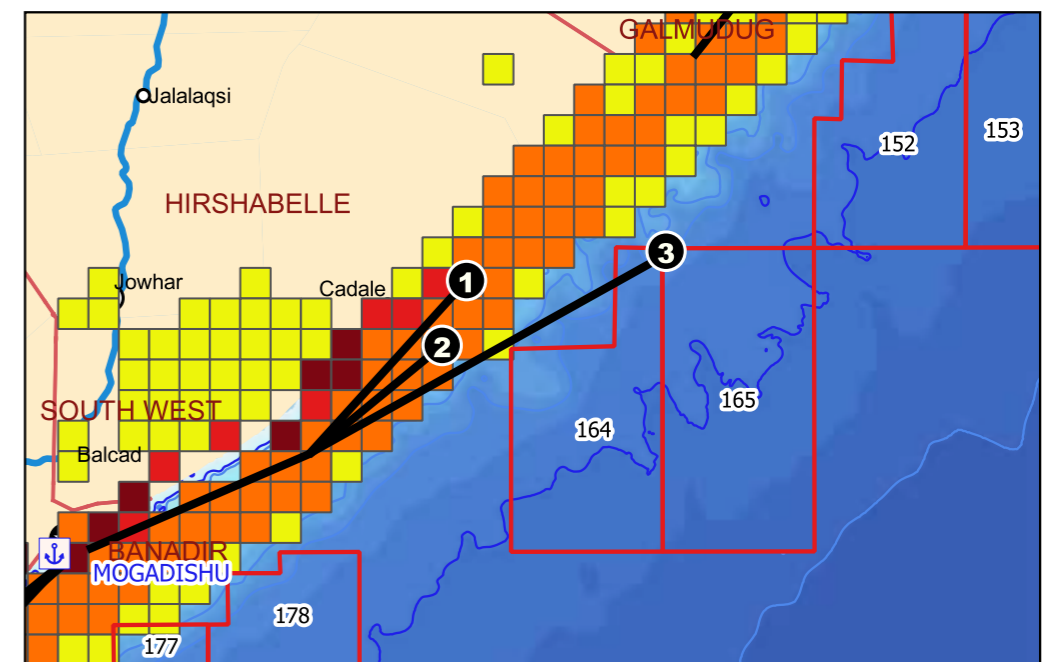 GALMUDUG
Jalalaqsi
152
153
HIRSHABELLE
3
1
Jowhar
Cadale
2
SOUTH WEST
165
164
Balcad
BANADIR
MOGADISHU
178
177